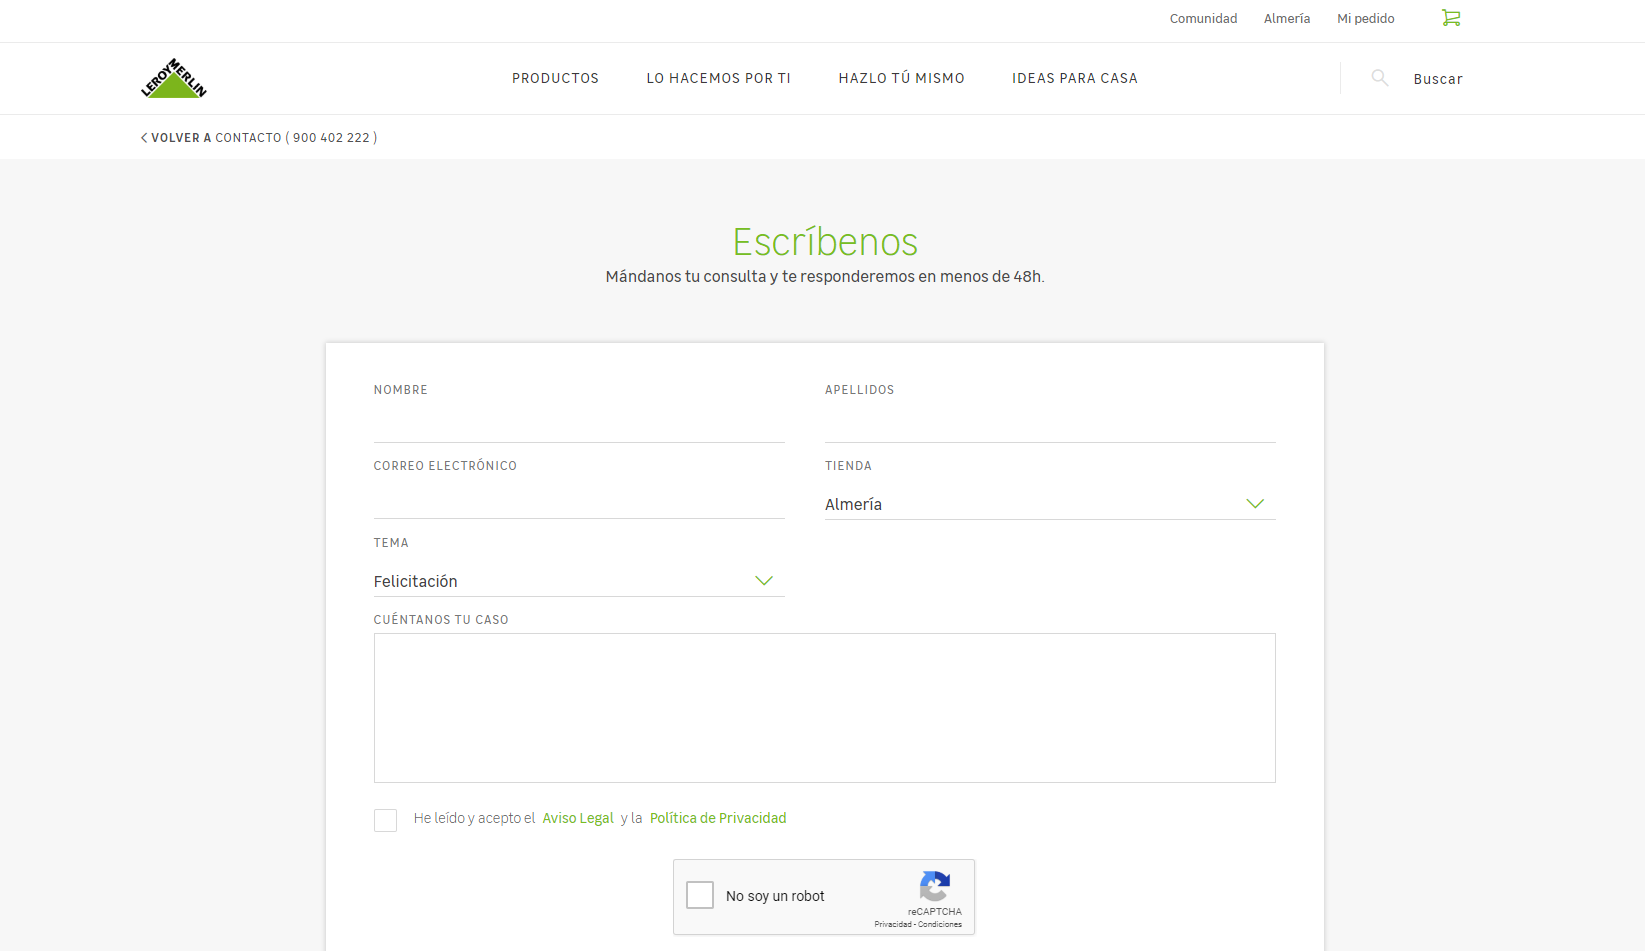 Comunidad Almería Mi pedido
LEROY MERLIN
PRODUCTOS LO HACEMOS POR TI HAZLO TÚ MISMO IDEAS PARA CASA Buscar
VOLVER A CONTACTO ( 900 402 222 )
Escríbenos
Mándanos tu consulta y te responderemos en menos de 48h.
NOMBRE APELLIDOS
CORREO ELECTRÓNICO TIENDA
Almería
TEMA
Felicitación
CUÉNTANOS TU CASO
He leído y acepto el Aviso Legal y la Política de Privacidad
No soy un robot
reCAPTCHA
Privacidad - Condiciones